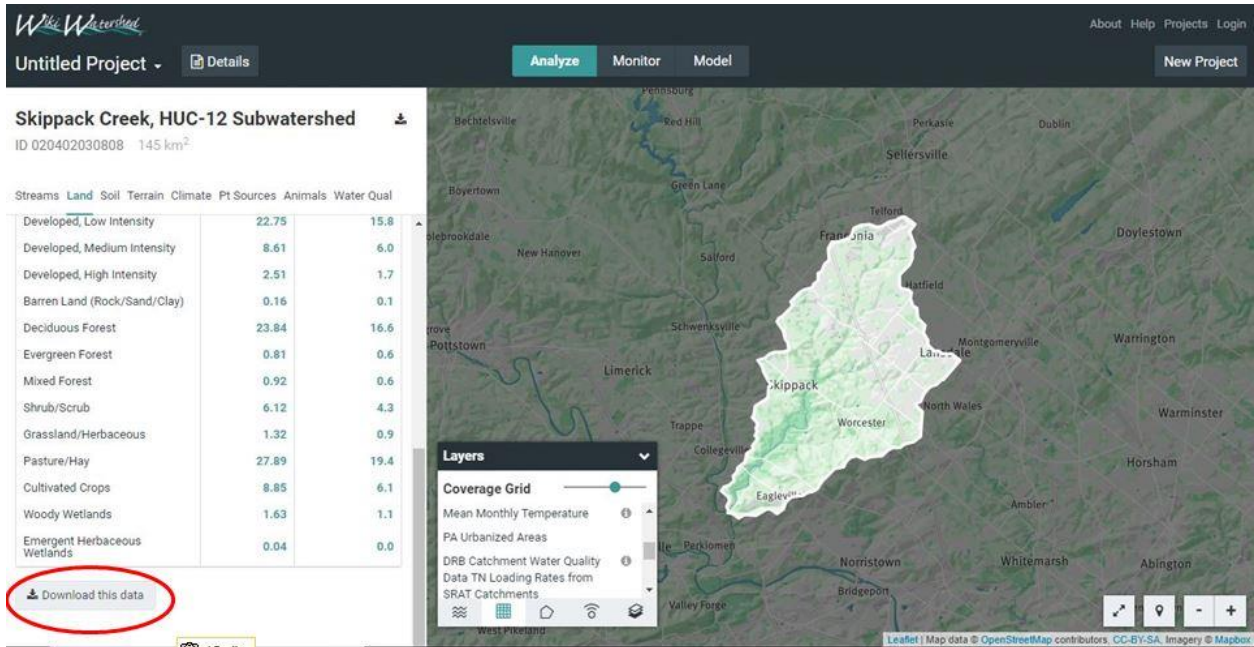 WikiWatershed
About Help Projects Login
Untitled Project
Details
Analyze
Monitor
Model
New Project
Skippack Creek, HUC-12 Subwatershed
ID 020402030808 145 km²
Streams Land Soil Terrain Climate Pt Sources Animals Water Qual
Developed, Low Intensity 22.75 15.8
Developed, Medium Intensity 8.61 6.0
Developed, High Intensity 2.51 1.7
Barren Land (Rock/Sand/Clay) 0.16 0.1
Deciduous Forest 23.84 16.6
Evergreen Forest 0.81 0.6
Mixed Forest 0.92 0.6
Shrub/Scrub 6.12 4.3
Grassland/Herbaceous 1.32 0.9
Pasture/Hay 27.89 19.4
Cultivated Crops 8.85 6.1
Woody Wetlands 1.63 1.1
Emergent Herbaceous
Wetlands 0.04 0.0
Download this data
Pennsburg
Bechtelsville
Red Hill
Perkasie
Dublin
Sellersville
Boyertown
Green Lane
Telford
Doylestown
Franconia
New Hanover
Salford
Hatfield
Schwenksville
Pottstown
Montgomeryville
Warrington
Lansdale
Limerick
Skippack
North Wales
Warminster
Worcester
Trappe
Collegeville
Horsham
Eagleville
Ambler
Norristown
Whitemarsh
Abington
Bridgeport
Valley Forge
West Pikeland
Layers
Coverage Grid
Mean Monthly Temperature
PA Urbanized Areas
DRB Catchment Water Quality
Data TN Loading Rates from
SRAT Catchments
Perkiomen
- +
Leaflet | Map data © OpenStreetMap contributors, CC-BY-SA, Imagery © Mapbox